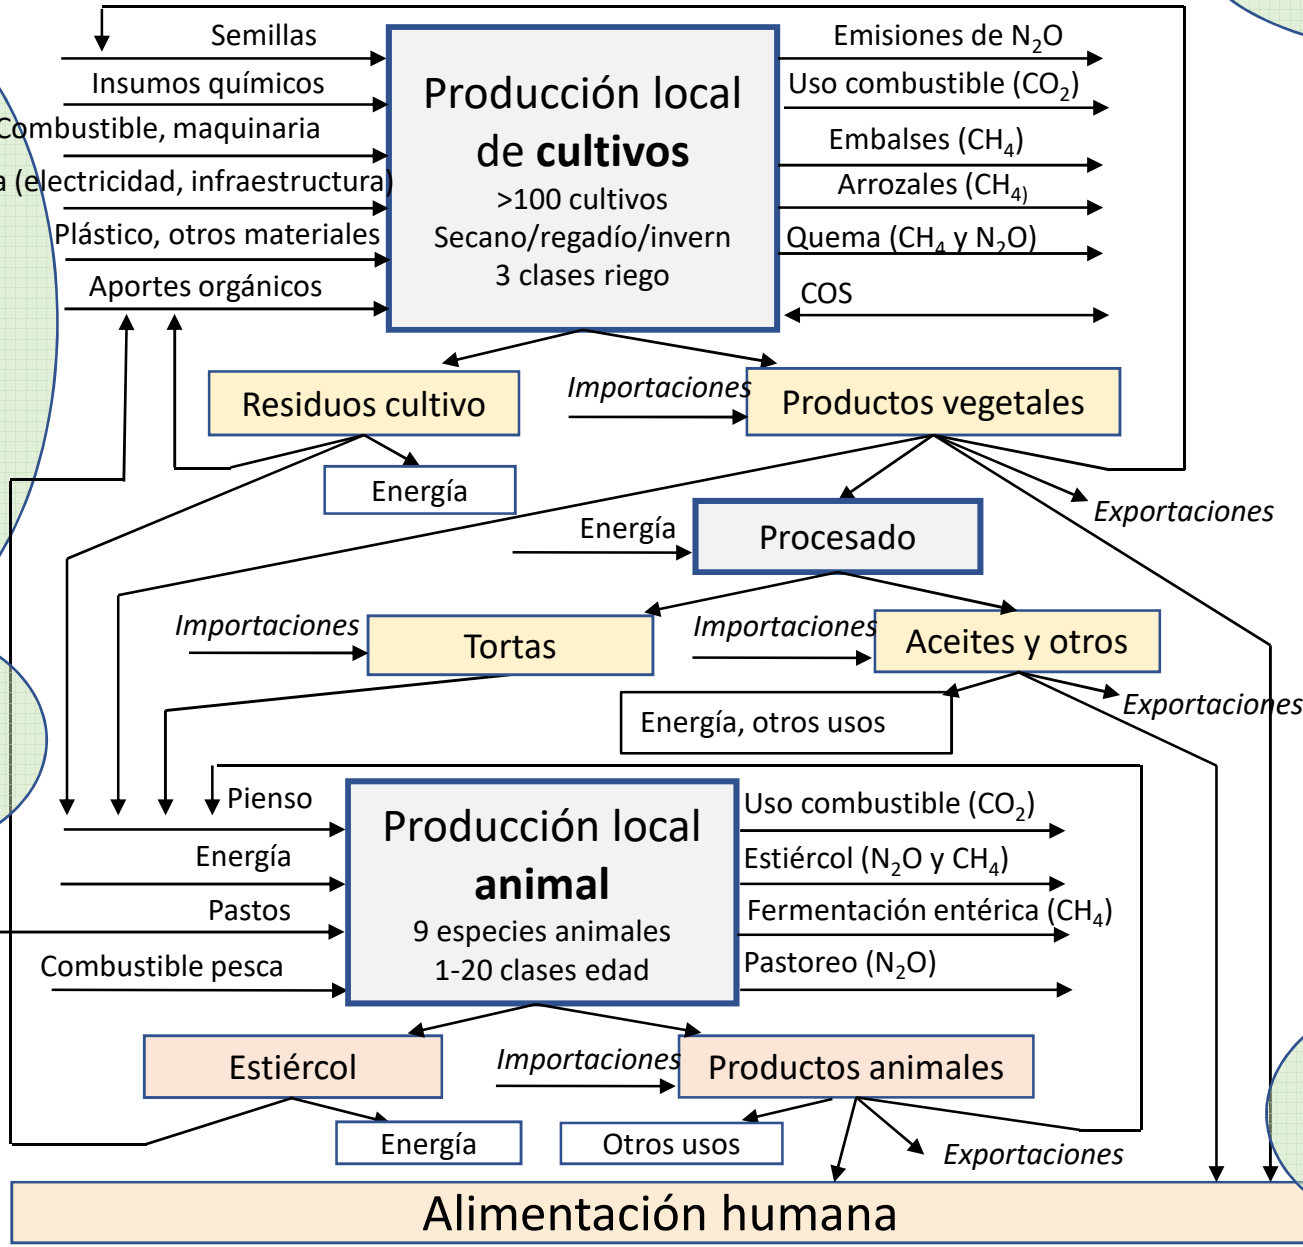 Semillas
Insumos químicos
Combustible, maquinaria
a (electricidad, infraestructura)
Plástico, otros materiales
Aportes orgánicos
Producción local
de cultivos
>100 cultivos
Secano/regadío/invern
3 clases riego
Emisiones de N₂O
Uso combustible (CO₂)
Embalses (CH₄)
Arrozales (CH₄)
Quema (CH₄ y N₂O)
COS
Residuos cultivo
Importaciones
Productos vegetales
Energía
Exportaciones
Energía
Procesado
Importaciones
Tortas
Importaciones
Aceites y otros
Energía, otros usos
Exportaciones
Pienso
Energía
Pastos
Combustible pesca
Producción local
animal
9 especies animales
1-20 clases edad
Uso combustible (CO₂)
Estiércol (N₂O y CH₄)
Fermentación entérica (CH₄)
Pastoreo (N₂O)
Estiércol
Importaciones
Productos animales
Energía
Otros usos
Exportaciones
Alimentación humana